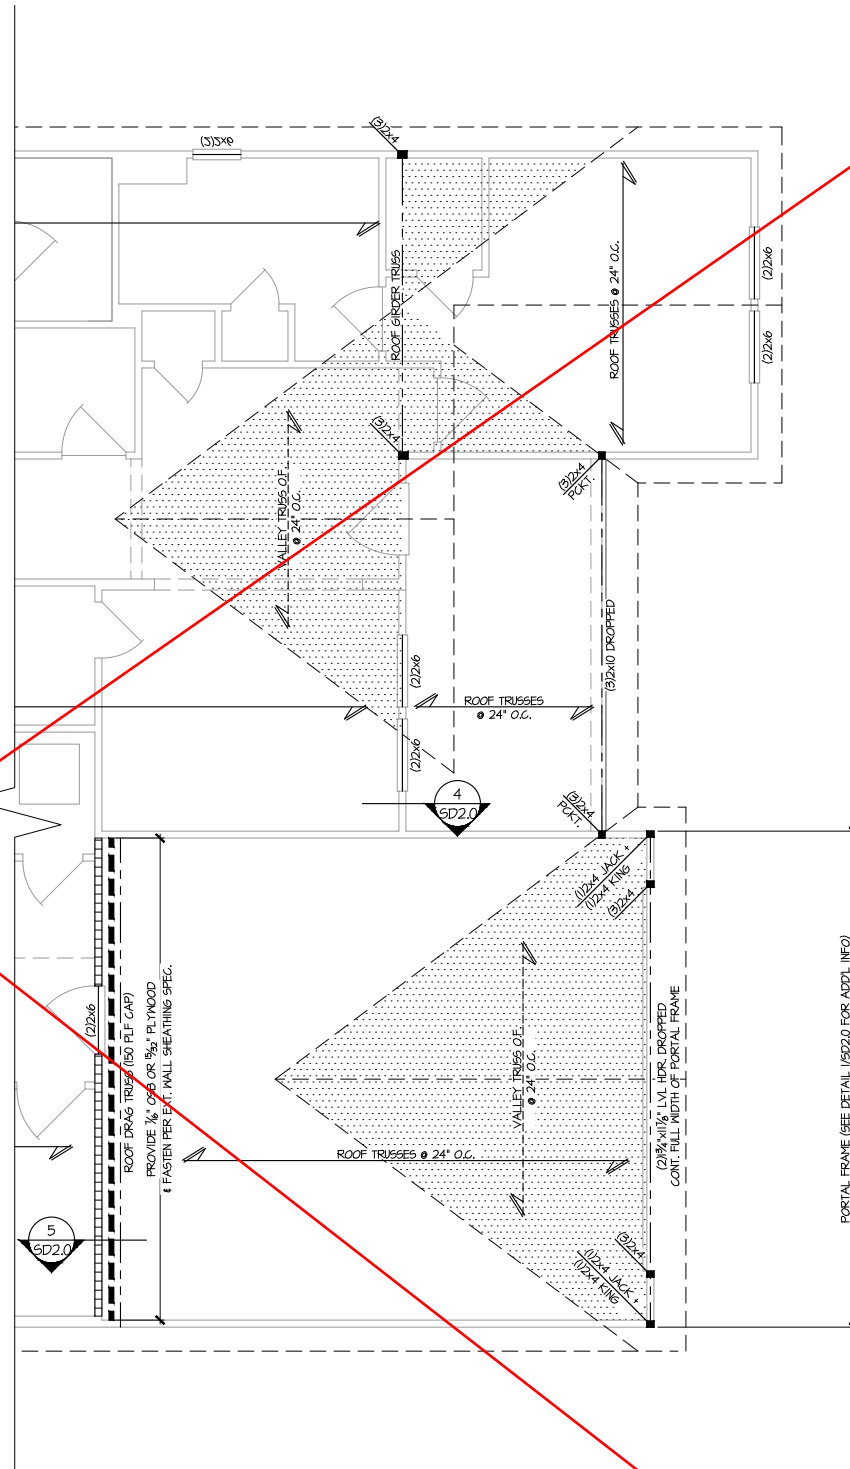 (3)2x4
(2)2x6
ROOF GIRDER TRUSS
ROOF TRUSSES @ 24" O.C.
(2)2x6
(2)2x6
(3)2x4
(3)2x4
PCKT.
VALLEY TRUSS O.F.
@ 24" O.C.
(3)2x10 DROPPED
(2)2x6
ROOF TRUSSES
@ 24" O.C.
(2)2x6
4
SD2.0
(3)2x4
PCKT.
(1)2x4 JACK +
(1)2x4 KING
(3)2x4
ROOF DRAG TRUSS (150 PLF CAP)
PROVIDE 7/16" OSB OR 15/32" PLYWOOD
& FASTEN PER EXT. WALL SHEATHING SPEC.
(2)2x6
VALLEY TRUSS O.F.
@ 24" O.C.
(2)1¾"x11⅞" LVL HDR. DROPPED
CONT. FULL WIDTH OF PORTAL FRAME
PORTAL FRAME (SEE DETAIL 1/SD2.0 FOR ADD'L INFO)
ROOF TRUSSES @ 24" O.C.
5
SD2.0
(3)2x4
(1)2x4 JACK +
(1)2x4 KING